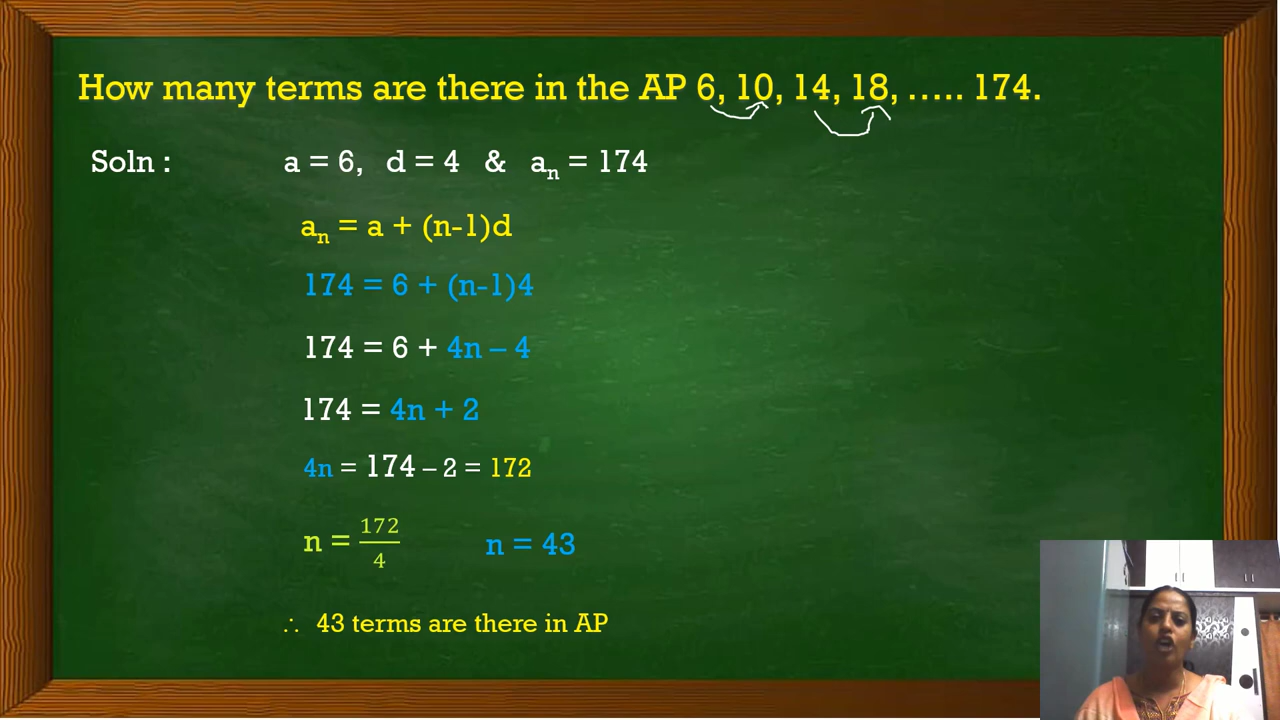 How many terms are there in the AP 6, 10, 14, 18, ….. 174.
Soln : a = 6, d = 4 & aₙ = 174
aₙ = a + (n-1)d
174 = 6 + (n-1)4
174 = 6 + 4n – 4
174 = 4n + 2
4n = 174 – 2 = 172
n = 172/4 n = 43
∴ 43 terms are there in AP